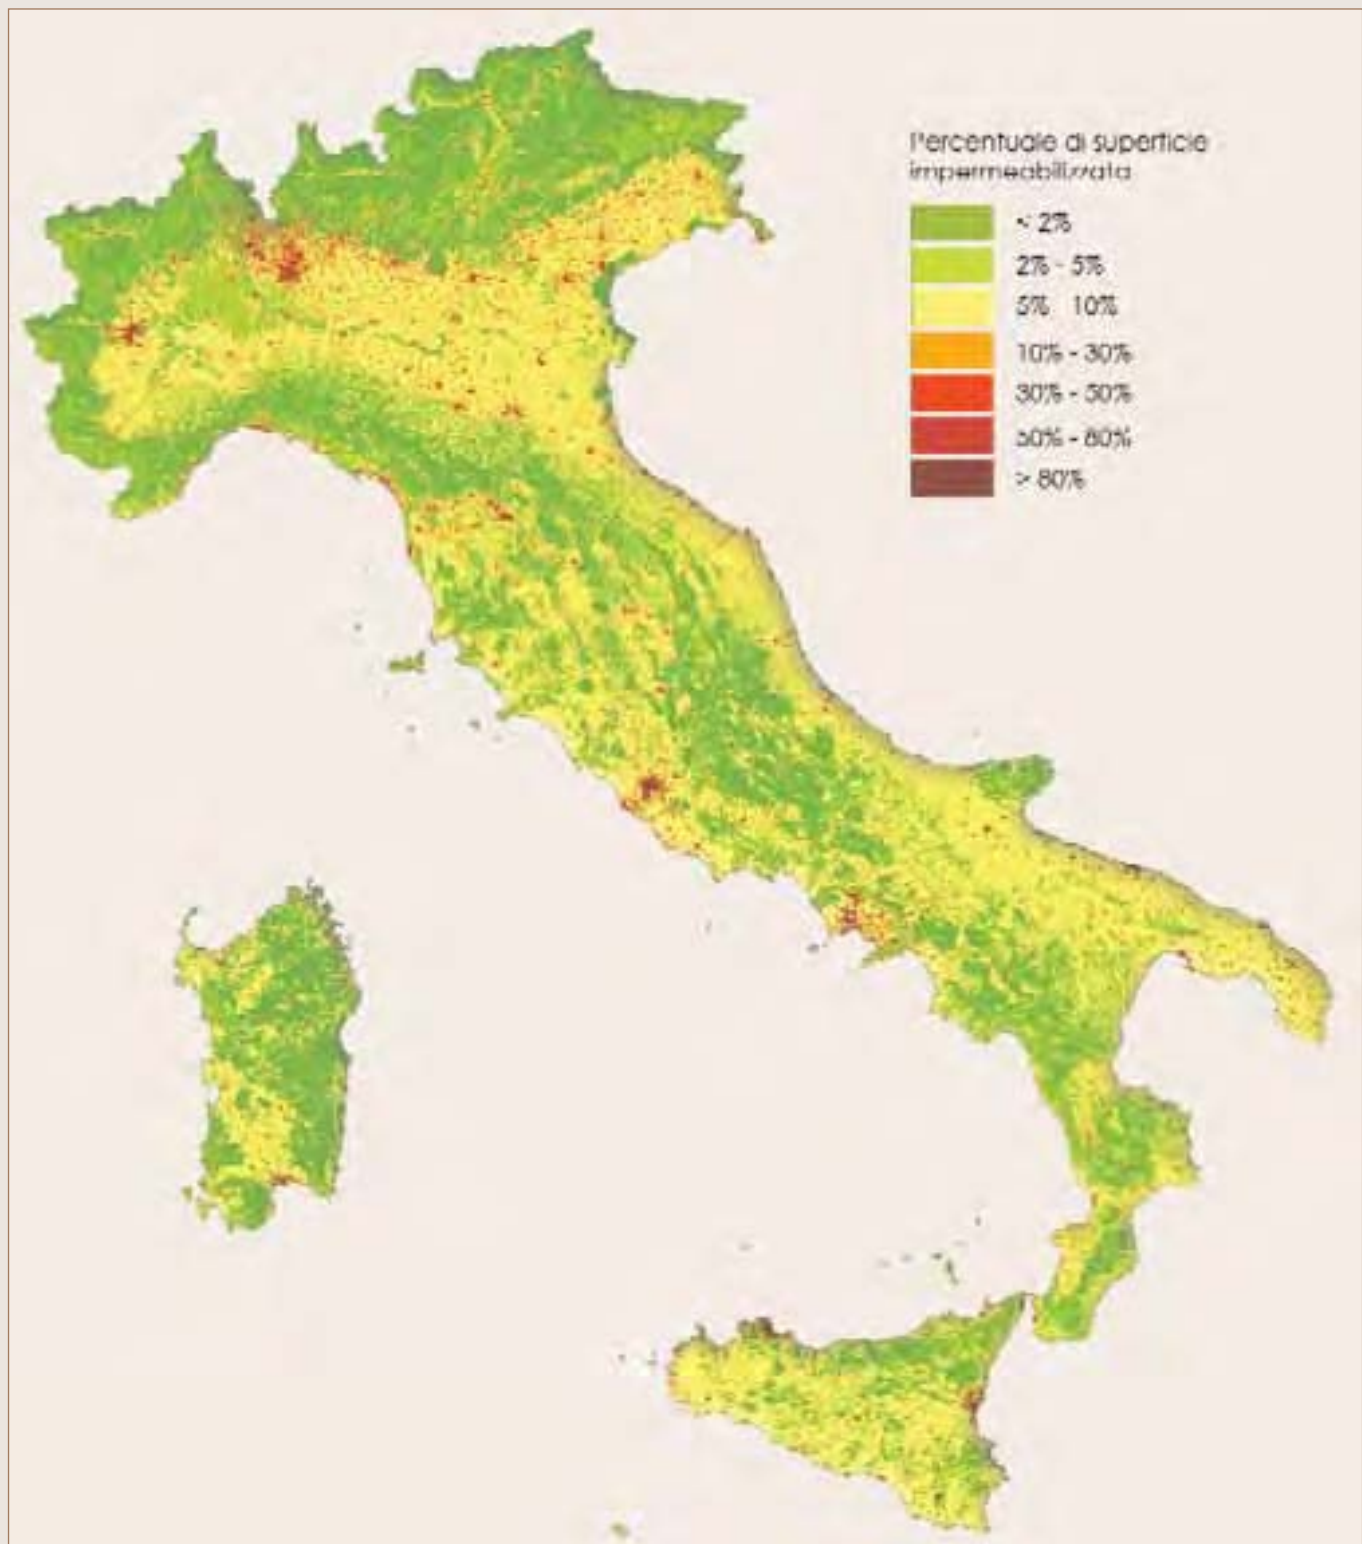 Percentuale di superficie
impermeabilizzata
< 2%
2% - 5%
5% 10%
10% - 30%
30% - 50%
50% - 80%
> 80%